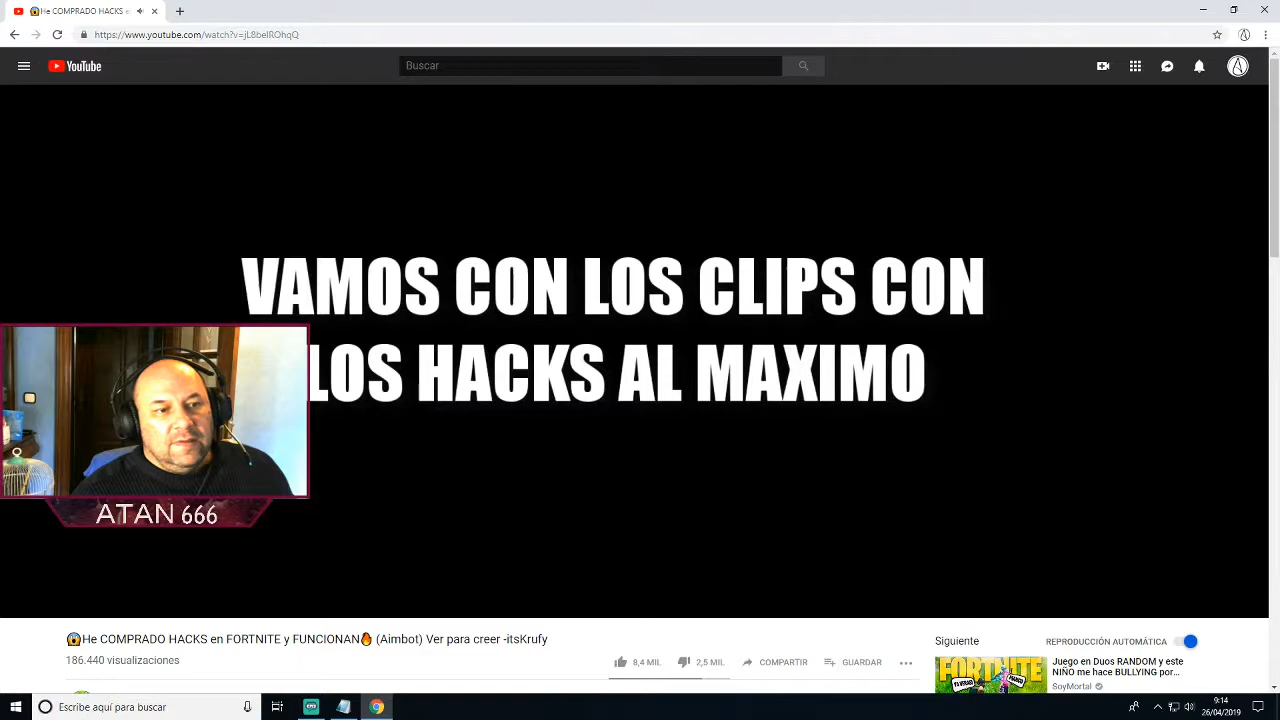 He COMPRADO HACKS
https://www.youtube.com/watch?v=jL8beIROhqQ
YouTube
Buscar
VAMOS CON LOS CLIPS CON
LOS HACKS AL MAXIMO
ATAN 666
😱He COMPRADO HACKS en FORTNITE y FUNCIONAN🔥 (Aimbot) Ver para creer -itsKrufy
186.440 visualizaciones
8,4 MIL
2,5 MIL
COMPARTIR
GUARDAR
Siguiente
REPRODUCCIÓN AUTOMÁTICA
FORTNITE
Juego en Duos RANDOM y este
NIÑO me hace BULLYING por...
SoyMortal
Escribe aquí para buscar
9:14
26/04/2019